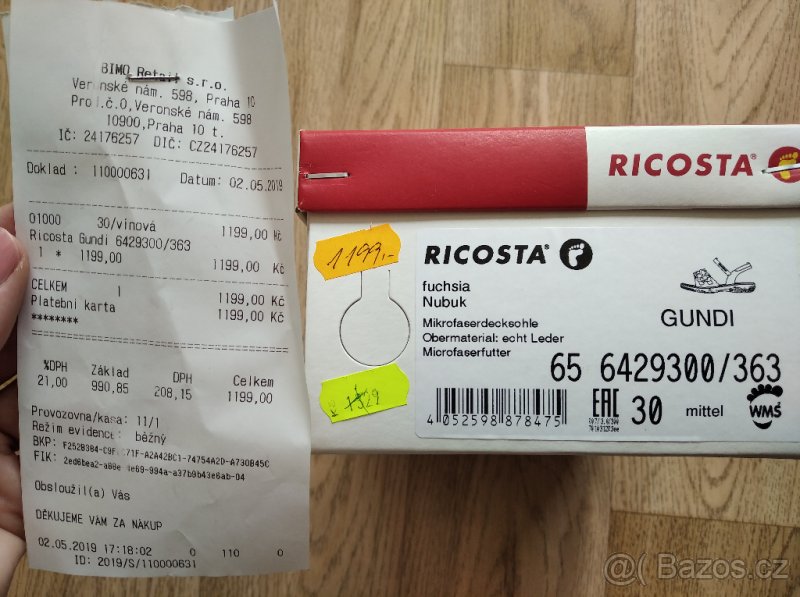 BIMO Retail s.r.o.
Veronské nám. 598, Praha 10
Pro I.č.O,Veronské nám. 598
10900,Praha 10 t.
IČ: 24176257 DIČ: CZ24176257
Doklad : 110000631 Datum: 02.05.2019
01000 30/vínová 1199,00 Kč
Ricosta Gundi 6429300/363
1 * 1199,00 1199,00 Kč
CELKEM 1 1199,00 Kč
Platební karta 1199,00 Kč
********
%DPH Základ DPH Celkem
21,00 990,85 208,15 1199,00
Provozovna/kasa: 11/1
Režim evidence: běžný
BKP:
FIK:
Obsloužil(a) Vás
DĚKUJEME VÁM ZA NÁKUP
02.05.2019 17:18:02 0 110 0
ID: 2019/S/110000631
RICOSTA®
1199,-
RICOSTA®
fuchsia
Nubuk
Mikrofaserdecksohle
Obermaterial: echt Leder
Microfaserfutter
GUNDI
65 6429300/363
4 052598 878475
EAC
30 mittel
WMS
Bazos.cz